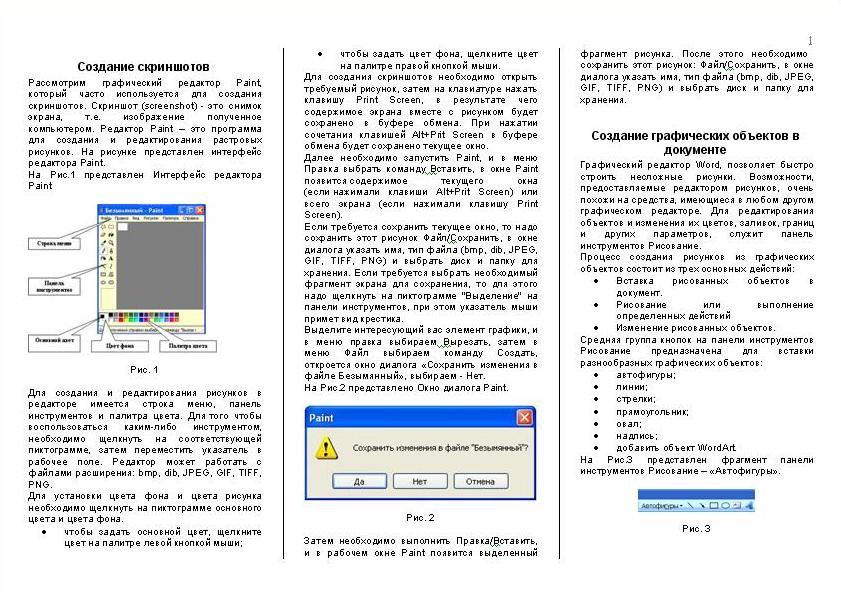 1
Создание скриншотов
Рассмотрим графический редактор Paint,
который часто используется для создания
скриншотов. Скриншот (screenshot) - это снимок
экрана, т.е. изображение полученное
компьютером. Редактор Paint – это программа
для создания и редактирования растровых
рисунков. На рисунке представлен интерфейс
редактора Paint.
На Рис.1 представлен Интерфейс редактора
Paint
Безымянный - Paint
Файл Правка Вид Рисунок Палитра Справка
Строка меню
Панель
инструментов
Основной цвет
Цвет фона
Палитра цвета
Рис. 1
Для создания и редактирования рисунков в
редакторе имеется строка меню, панель
инструментов и палитра цвета. Для того чтобы
воспользоваться каким-либо инструментом,
необходимо щелкнуть на соответствующей
пиктограмме, затем переместить указатель в
рабочее поле. Редактор может работать с
файлами расширения: bmp, dib, JPEG, GIF, TIFF,
PNG.
Для установки цвета фона и цвета рисунка
необходимо щелкнуть на пиктограмме основного
цвета и цвета фона.
• чтобы задать основной цвет, щелкните
цвет на палитре левой кнопкой мыши;
• чтобы задать цвет фона, щелкните цвет
на палитре правой кнопкой мыши.
Для создания скриншотов необходимо открыть
требуемый рисунок, затем на клавиатуре нажать
клавишу Print Screen, в результате чего
содержимое экрана вместе с рисунком будет
сохранено в буфере обмена. При нажатии
сочетания клавишей Alt+Prit Screen в буфере
обмена будет сохранено текущее окно.
Далее необходимо запустить Paint, и в меню
Правка выбрать команду Вставить, в окне Paint
появится содержимое текущего окна
(если нажимали клавиши Alt+Prit Screen) или
всего экрана (если нажимали клавишу Print
Screen).
Если требуется сохранить текущее окно, то надо
сохранить этот рисунок Файл/Сохранить, в окне
диалога указать имя, тип файла (bmp, dib, JPEG,
GIF, TIFF, PNG) и выбрать диск и папку для
хранения. Если требуется выбрать необходимый
фрагмент экрана для сохранения, то для этого
надо щелкнуть на пиктограмме "Выделение" на
панели инструментов, при этом указатель мыши
примет вид крестика.
Выделите интересующий вас элемент графики, и
в меню правка выбираем Вырезать, затем в
меню Файл выбираем команду Создать,
откроется окно диалога «Сохранить изменения в
файле Безымянный», выбираем - Нет.
На Рис.2 представлено Окно диалога Paint.
Paint
Сохранить изменения в файле "Безымянный"?
Да Нет Отмена
Рис. 2
Затем необходимо выполнить Правка/Вставить,
и в рабочем окне Paint появится выделенный
фрагмент рисунка. После этого необходимо
сохранить этот рисунок: Файл/Сохранить, в окне
диалога указать имя, тип файла (bmp, dib, JPEG,
GIF, TIFF, PNG) и выбрать диск и папку для
хранения.
Создание графических объектов в
документе
Графический редактор Word, позволяет быстро
строить несложные рисунки. Возможности,
предоставляемые редактором рисунков, очень
похожи на средства, имеющиеся в любом другом
графическом редакторе. Для редактирования
объектов и изменения их цветов, заливок, границ
и других параметров, служит панель
инструментов Рисование.
Процесс создания рисунков из графических
объектов состоит из трех основных действий:
• Вставка рисованных объектов в
документ.
• Рисование или выполнение
определенных действий
• Изменение рисованных объектов.
Средняя группа кнопок на панели инструментов
Рисование предназначена для вставки
разнообразных графических объектов:
• автофигуры;
• линии;
• стрелки;
• прямоугольник;
• овал;
• надпись;
• добавить объект WordArt.
На Рис.3 представлен фрагмент панели
инструментов Рисование – «Автофигуры».
Автофигуры
Рис. 3